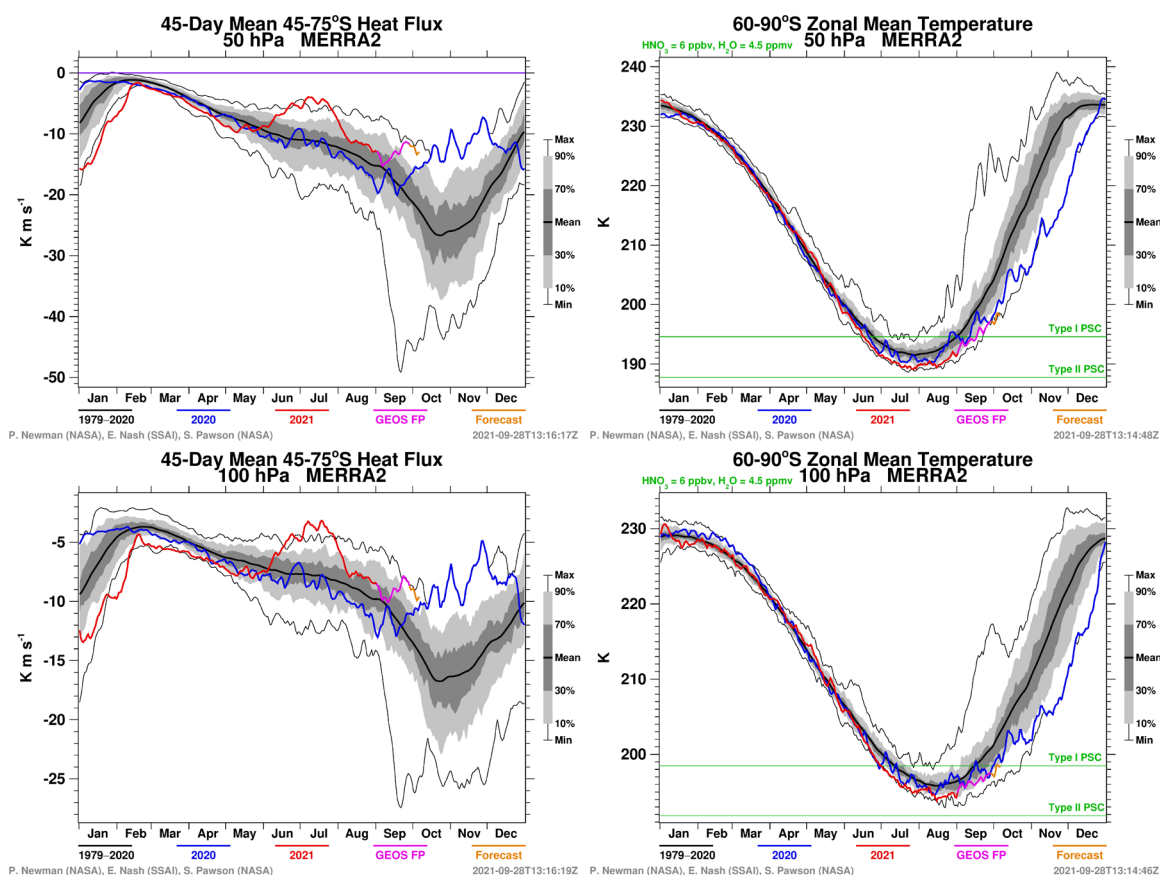 45-Day Mean 45-75°S Heat Flux
50 hPa MERRA2
0
-10
-20
-30
-40
-50
K m s⁻¹
Max
90%
70%
Mean
30%
10%
Min
Jan Feb Mar Apr May Jun Jul Aug Sep Oct Nov Dec
1979–2020 2020 2021 GEOS FP Forecast
P. Newman (NASA), E. Nash (SSAI), S. Pawson (NASA) 2021-09-28T13:16:17Z
60-90°S Zonal Mean Temperature
HNO₃ = 6 ppbv, H₂O = 4.5 ppmv
50 hPa MERRA2
240
230
220
210
200
190
K
Type I PSC
Type II PSC
Max
90%
70%
Mean
30%
10%
Min
Jan Feb Mar Apr May Jun Jul Aug Sep Oct Nov Dec
1979–2020 2020 2021 GEOS FP Forecast
P. Newman (NASA), E. Nash (SSAI), S. Pawson (NASA) 2021-09-28T13:14:48Z
45-Day Mean 45-75°S Heat Flux
100 hPa MERRA2
-5
-10
-15
-20
-25
K m s⁻¹
Max
90%
70%
Mean
30%
10%
Min
Jan Feb Mar Apr May Jun Jul Aug Sep Oct Nov Dec
1979–2020 2020 2021 GEOS FP Forecast
P. Newman (NASA), E. Nash (SSAI), S. Pawson (NASA) 2021-09-28T13:16:19Z
60-90°S Zonal Mean Temperature
HNO₃ = 6 ppbv, H₂O = 4.5 ppmv
100 hPa MERRA2
230
220
210
200
K
Type I PSC
Type II PSC
Max
90%
70%
Mean
30%
10%
Min
Jan Feb Mar Apr May Jun Jul Aug Sep Oct Nov Dec
1979–2020 2020 2021 GEOS FP Forecast
P. Newman (NASA), E. Nash (SSAI), S. Pawson (NASA) 2021-09-28T13:14:46Z